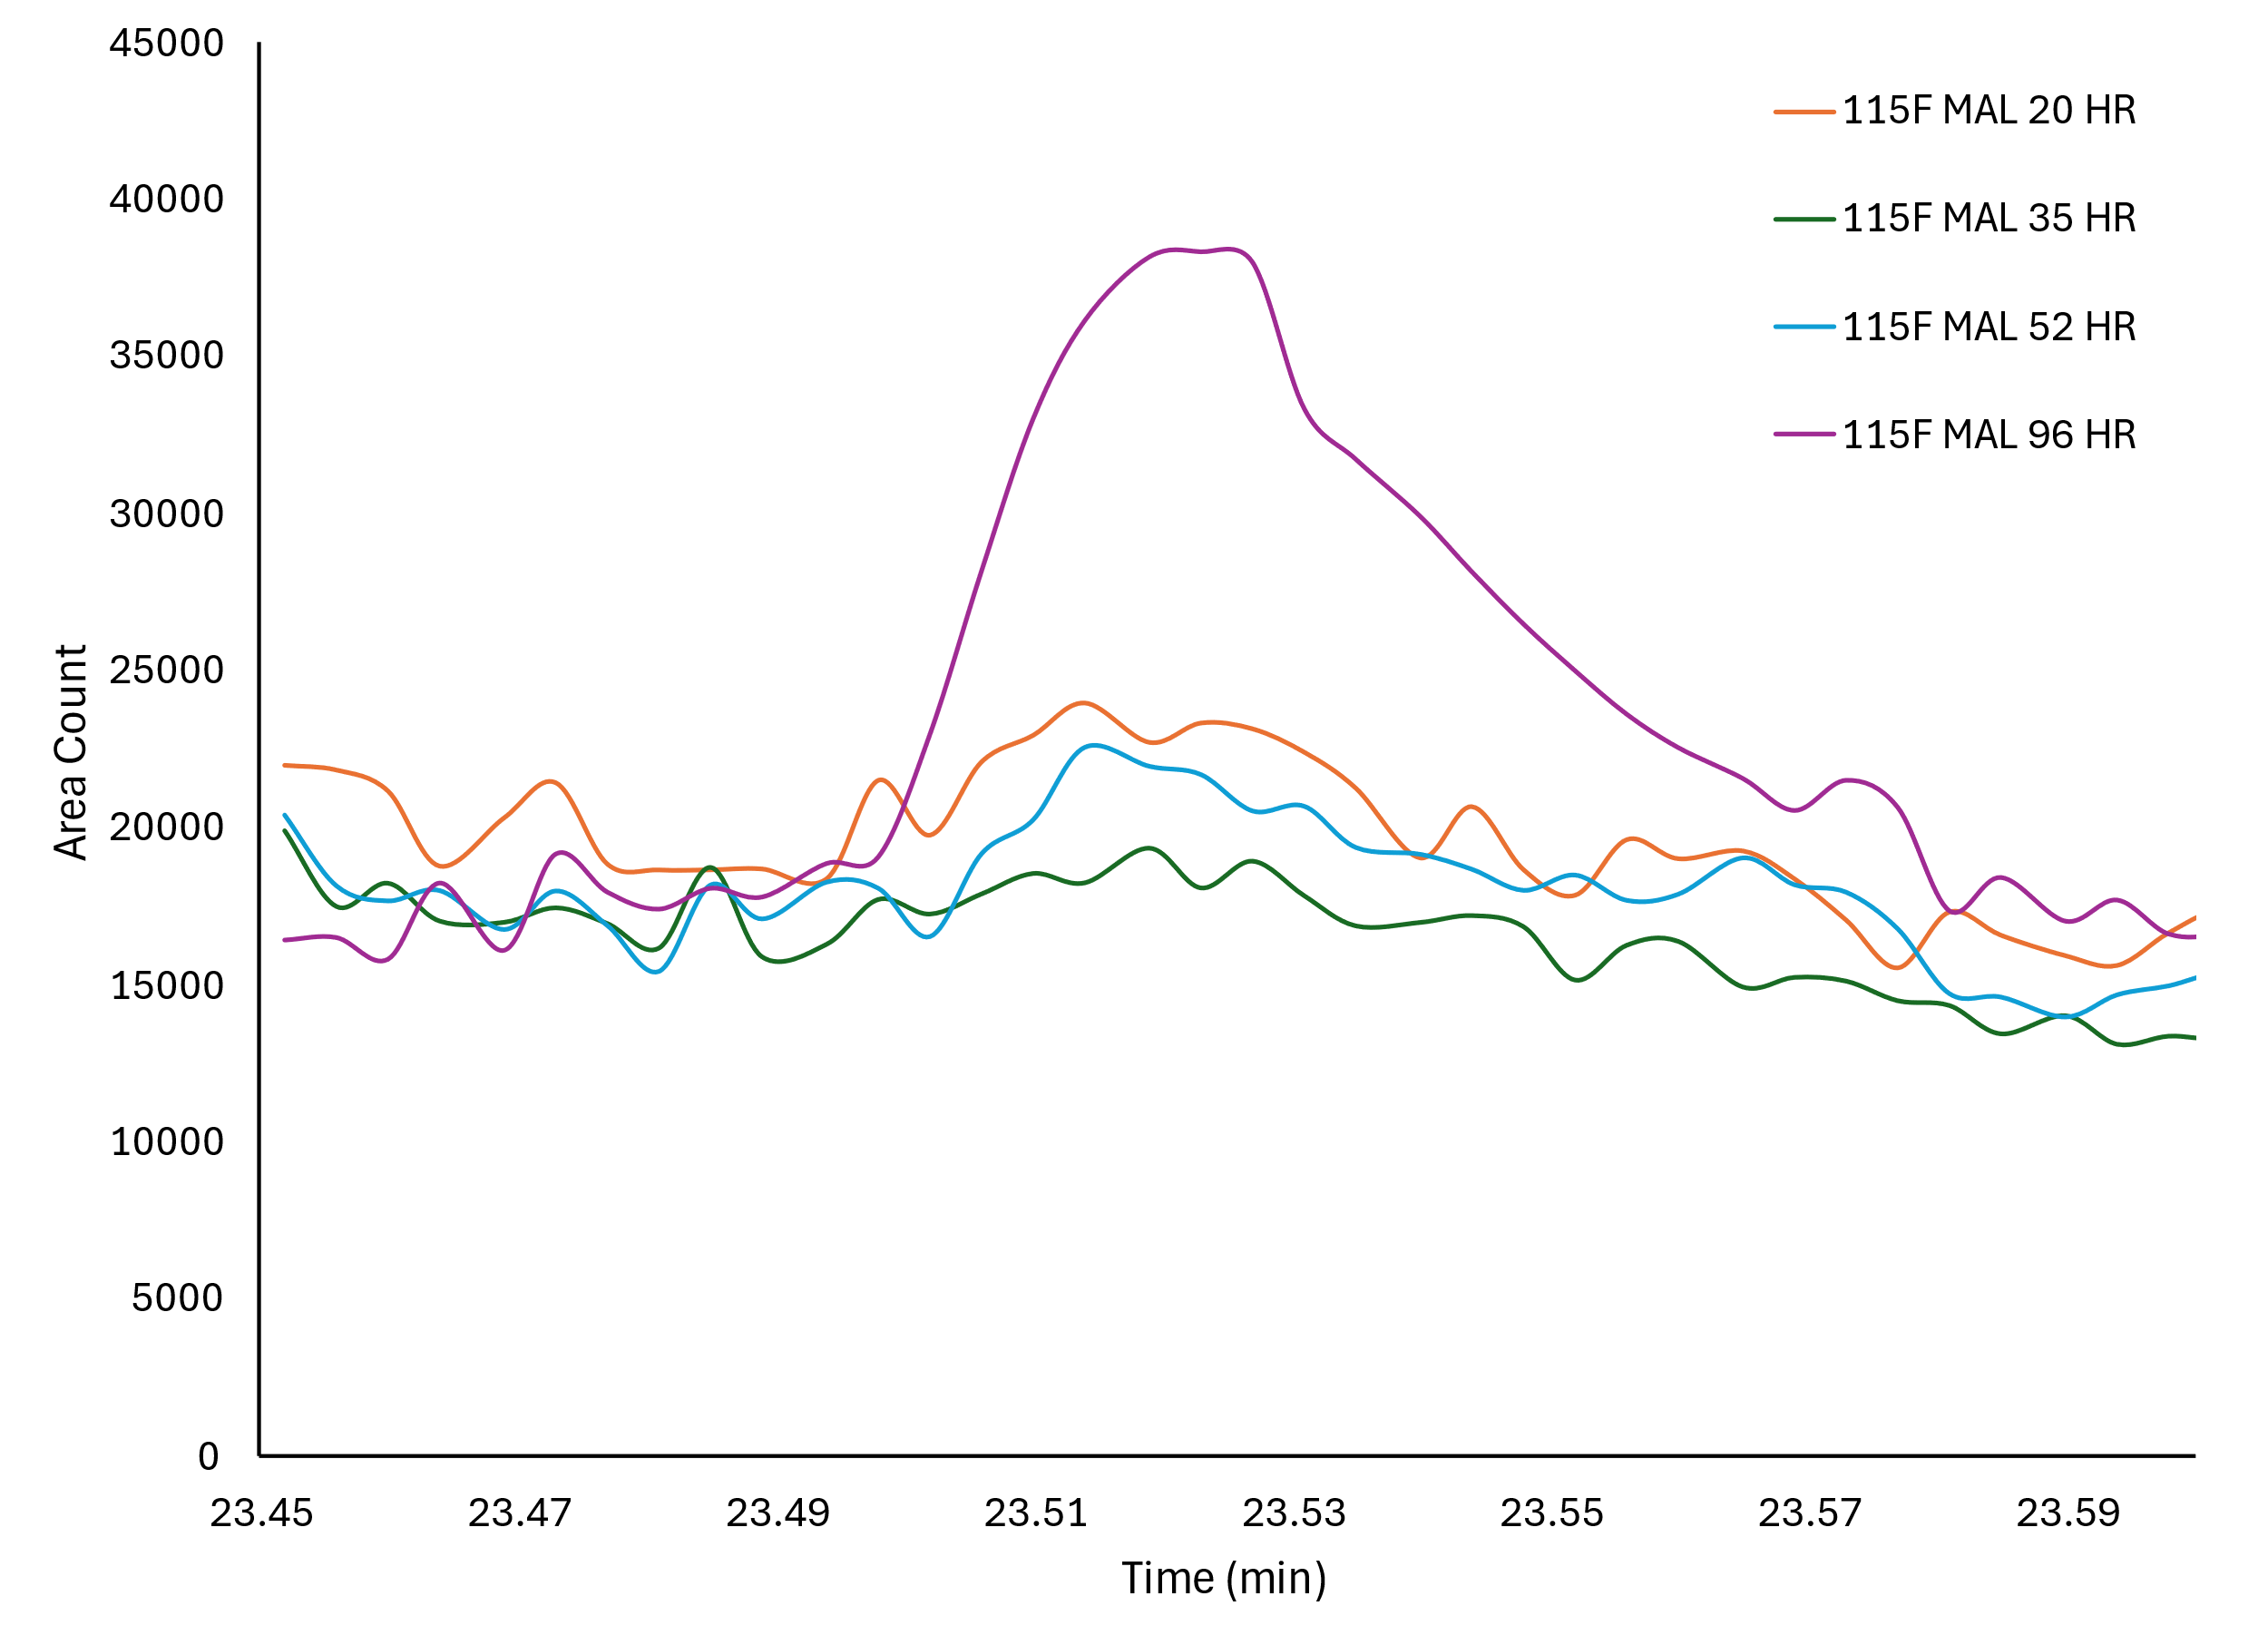 45000
40000
35000
30000
25000
20000
15000
10000
5000
0
Area Count
115F MAL 20 HR
115F MAL 35 HR
115F MAL 52 HR
115F MAL 96 HR
23.45 23.47 23.49 23.51 23.53 23.55 23.57 23.59
Time (min)